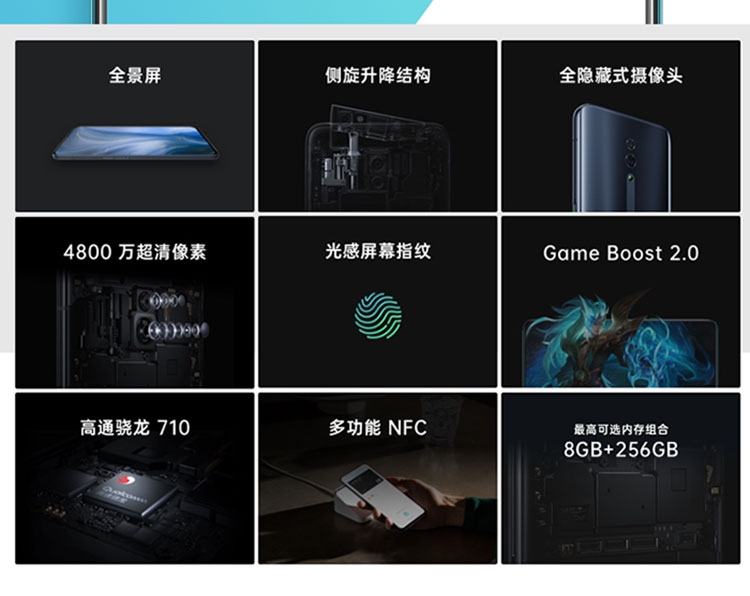 全景屏
侧旋升降结构
全隐藏式摄像头
4800 万超清像素
光感屏幕指纹
Game Boost 2.0
高通骁龙 710
Qualcomm
多功能 NFC
最高可选内存组合
8GB+256GB